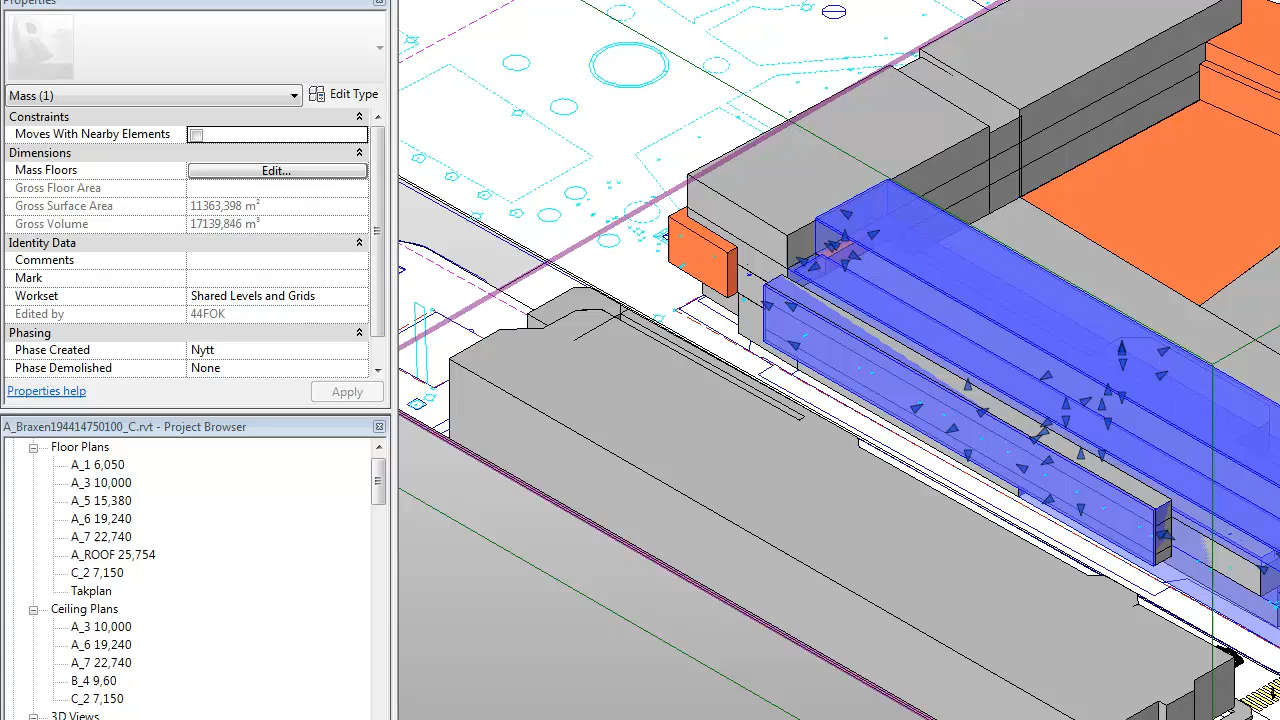 Properties
Mass (1)
Edit Type
Constraints
Moves With Nearby Elements
Dimensions
Mass Floors Edit...
Gross Floor Area
Gross Surface Area 11363,398 m²
Gross Volume 17139,846 m³
Identity Data
Comments
Mark
Workset Shared Levels and Grids
Edited by 44FOK
Phasing
Phase Created Nytt
Phase Demolished None
Properties help Apply
A_Braxen194414750100_C.rvt - Project Browser
Floor Plans
A_1 6,050
A_3 10,000
A_5 15,380
A_6 19,240
A_7 22,740
A_ROOF 25,754
C_2 7,150
Takplan
Ceiling Plans
A_3 10,000
A_6 19,240
A_7 22,740
B_4 9,60
C_2 7,150
3D Views